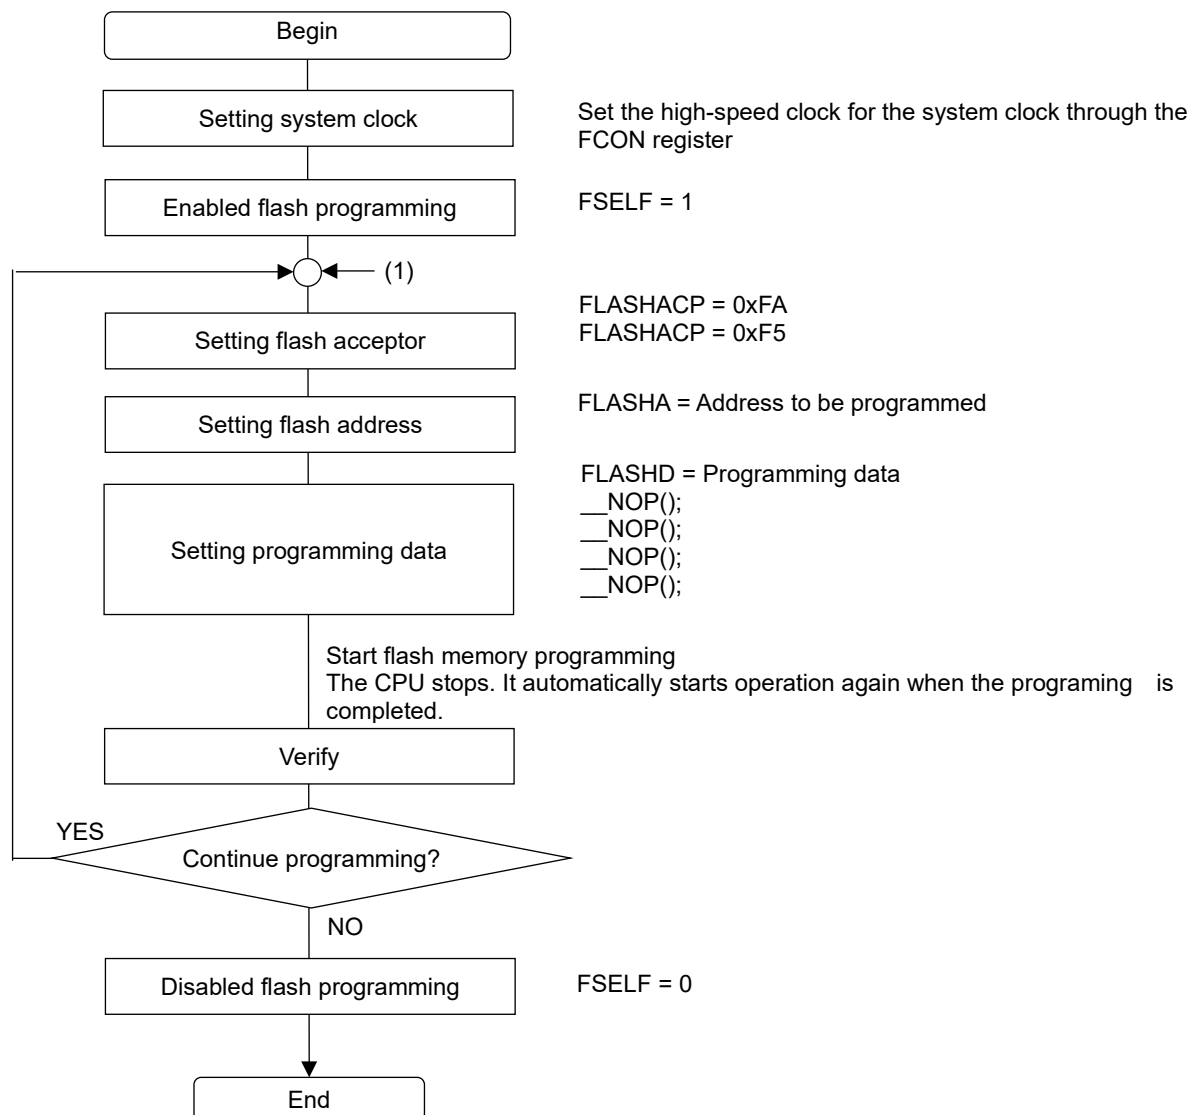 Begin
Setting system clock
Set the high-speed clock for the system clock through the
FCON register
Enabled flash programming
FSELF = 1
(1)
Setting flash acceptor
FLASHACP = 0xFA
FLASHACP = 0xF5
Setting flash address
FLASHA = Address to be programmed
Setting programming data
FLASHD = Programming data
__NOP();
__NOP();
__NOP();
__NOP();
Start flash memory programming
The CPU stops. It automatically starts operation again when the programing is
completed.
Verify
YES
Continue programming?
NO
Disabled flash programming
FSELF = 0
End